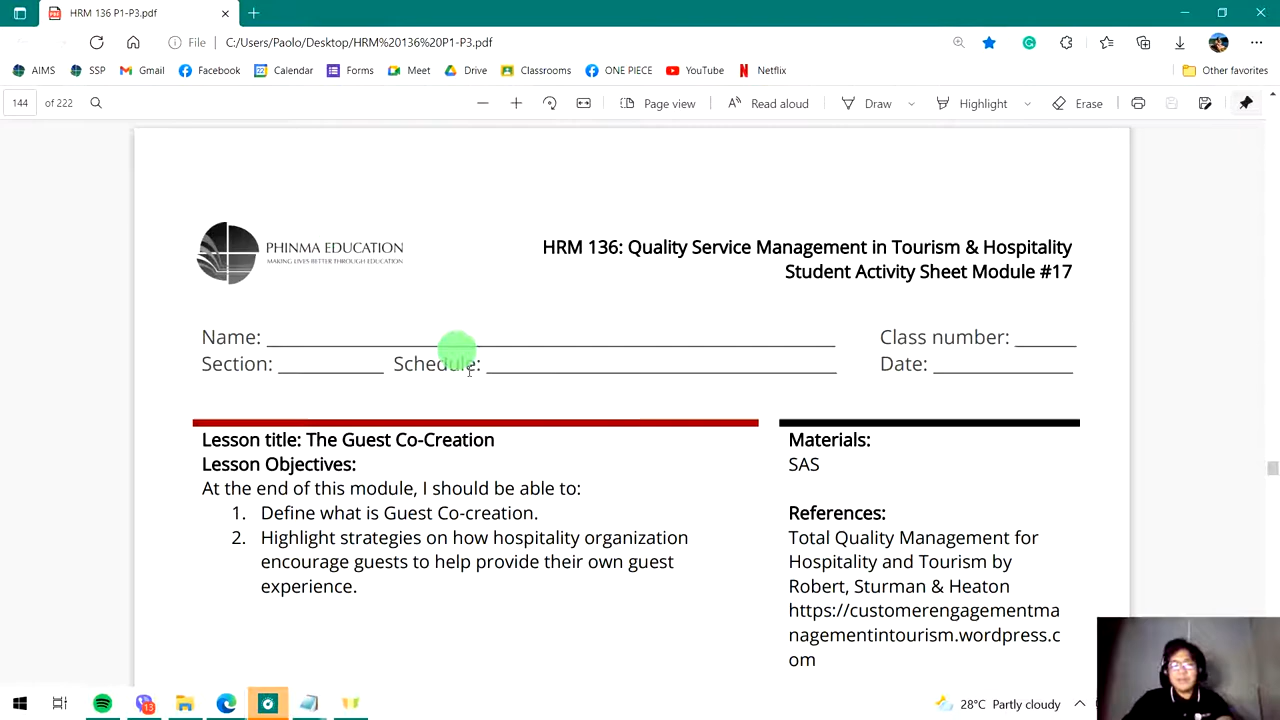 HRM 136 P1-P3.pdf
File C:/Users/Paolo/Desktop/HRM%20136%20P1-P3.pdf
AIMS SSP Gmail Facebook Calendar Forms Meet Drive Classrooms ONE PIECE YouTube Netflix Other favorites
144 of 222 Page view Read aloud Draw Highlight Erase
PHINMA EDUCATION
MAKING LIVES BETTER THROUGH EDUCATION
HRM 136: Quality Service Management in Tourism & Hospitality
Student Activity Sheet Module #17
Name: Class number:
Section: Schedule: Date:
Lesson title: The Guest Co-Creation
Lesson Objectives:
At the end of this module, I should be able to:
1. Define what is Guest Co-creation.
2. Highlight strategies on how hospitality organization
encourage guests to help provide their own guest
experience.
Materials:
SAS
References:
Total Quality Management for
Hospitality and Tourism by
Robert, Sturman & Heaton
https://customerengagementma
nagementintourism.wordpress.c
om
13
28°C Partly cloudy